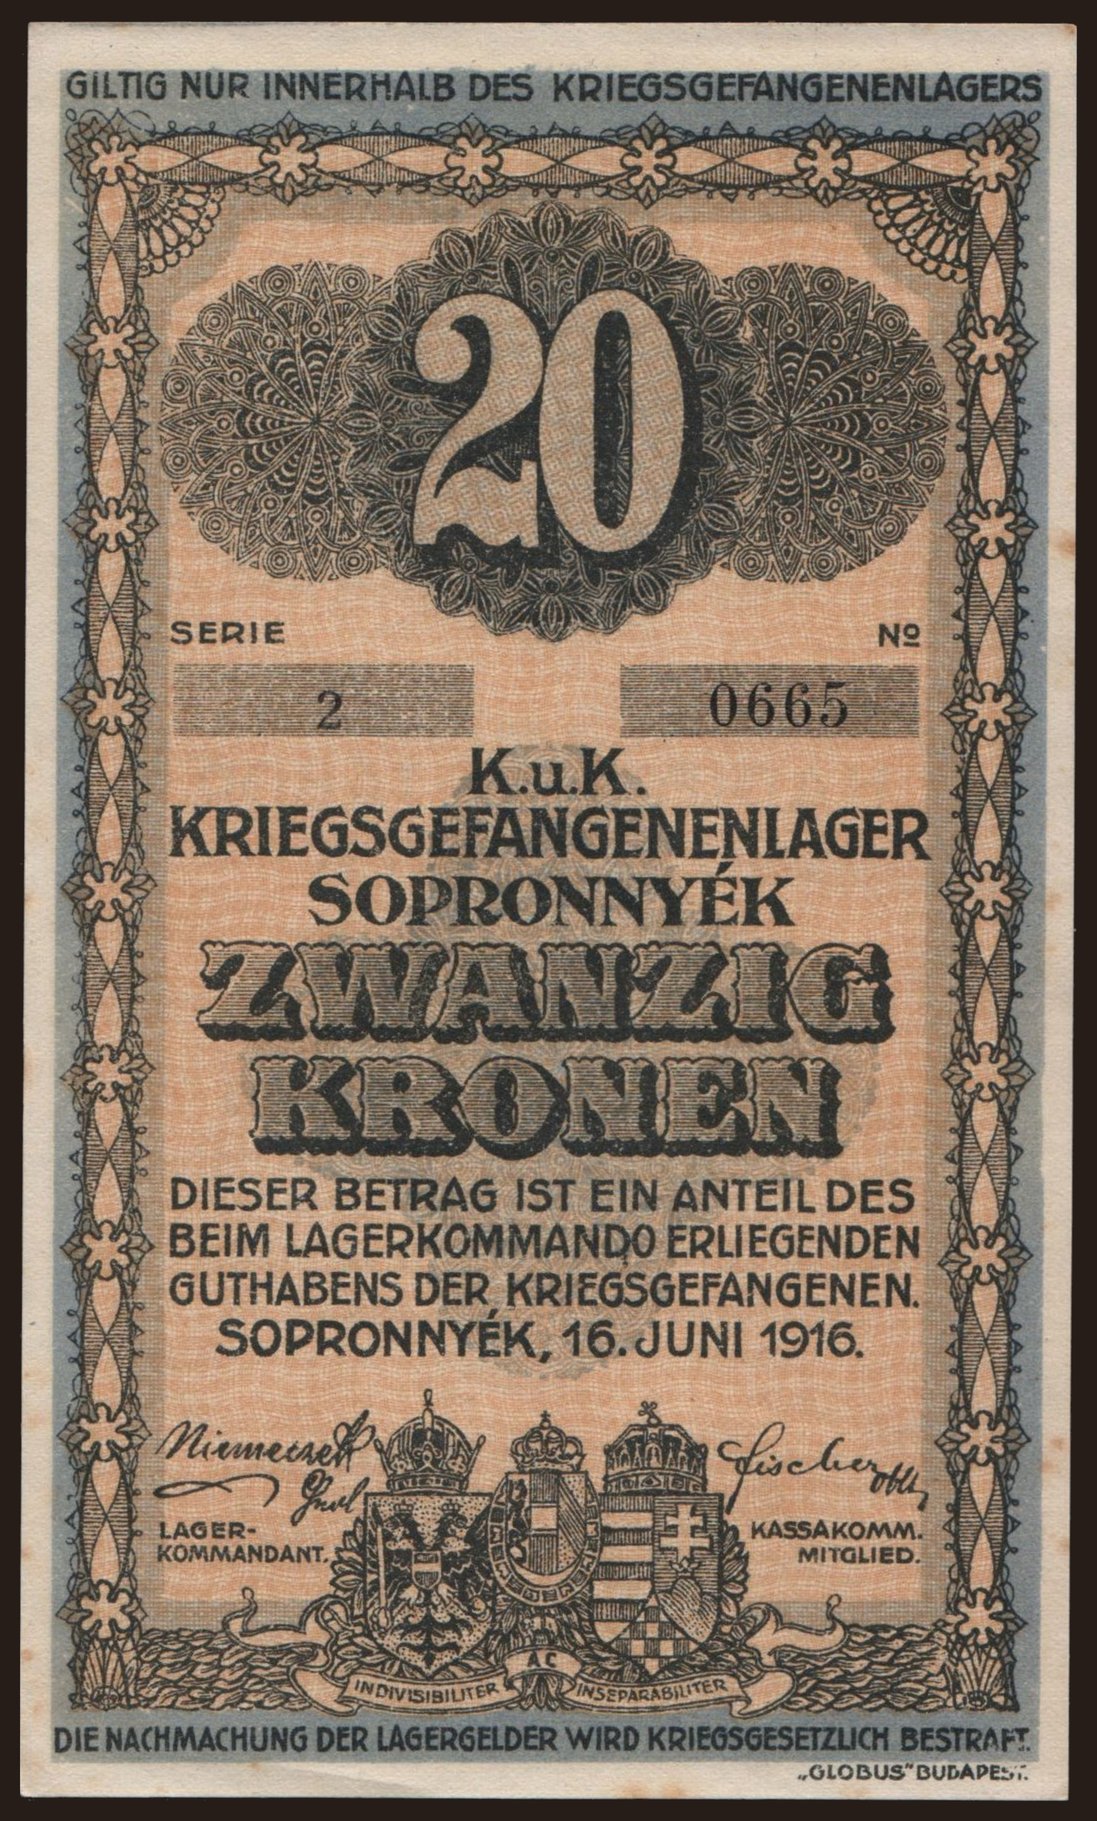 GILTIG NUR INNERHALB DES KRIEGSGEFANGENENLAGERS
20
SERIE No
2 0665
K.u.K.
KRIEGSGEFANGENENLAGER
SOPRONNYÉK
ZWANZIG
KRONEN
DIESER BETRAG IST EIN ANTEIL DES
BEIM LAGERKOMMANDO ERLIEGENDEN
GUTHABENS DER KRIEGSGEFANGENEN.
SOPRONNYÉK, 16. JUNI 1916.
Niemeczek Fischer
LAGER-
KOMMANDANT.
KASSAKOMM.
MITGLIED.
INDIVISIBILITER AC INSEPARABILITER
DIE NACHMACHUNG DER LAGERGELDER WIRD KRIEGSGESETZLICH BESTRAFT.
„GLOBUS" BUDAPEST.